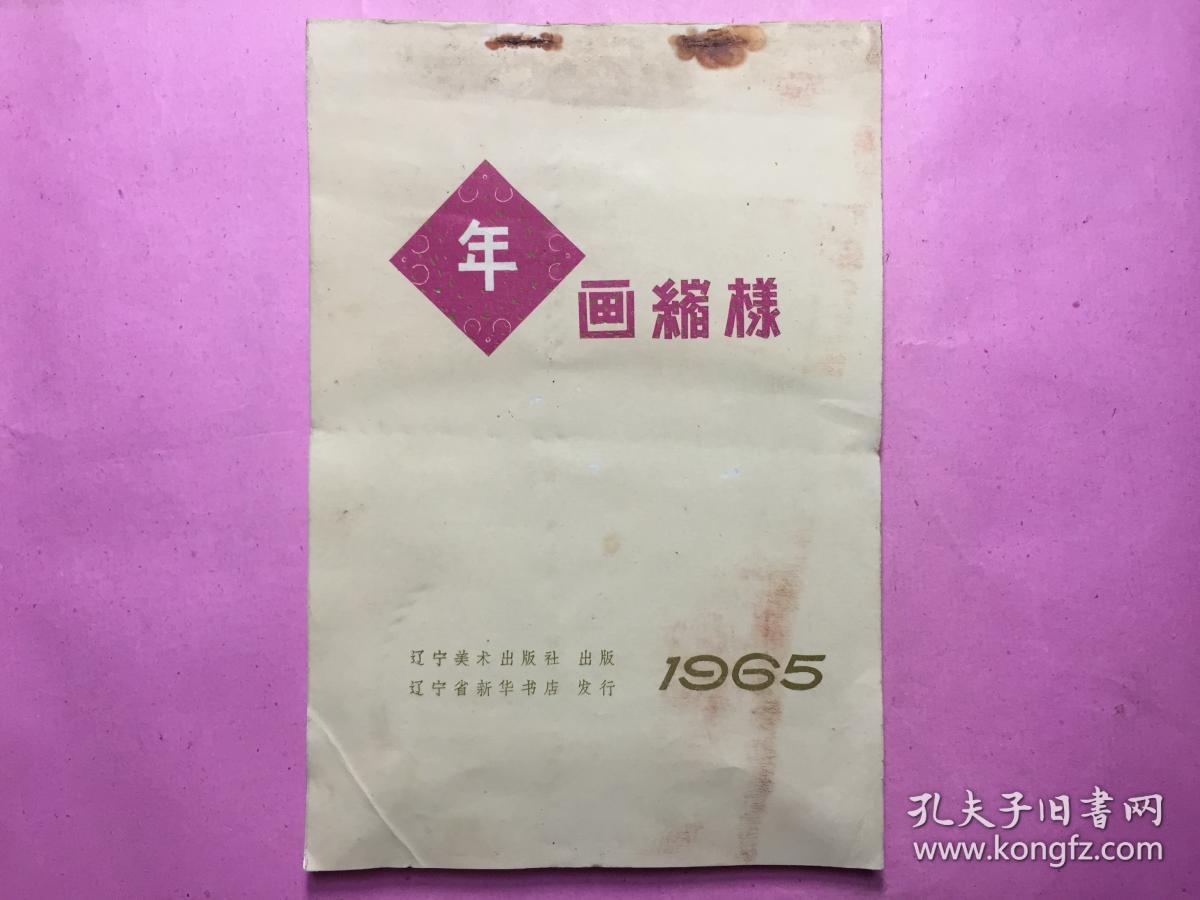 年
画縮樣
辽宁美术出版社 出版
辽宁省新华书店 发行
1965
孔夫子旧書网
www.kongfz.com